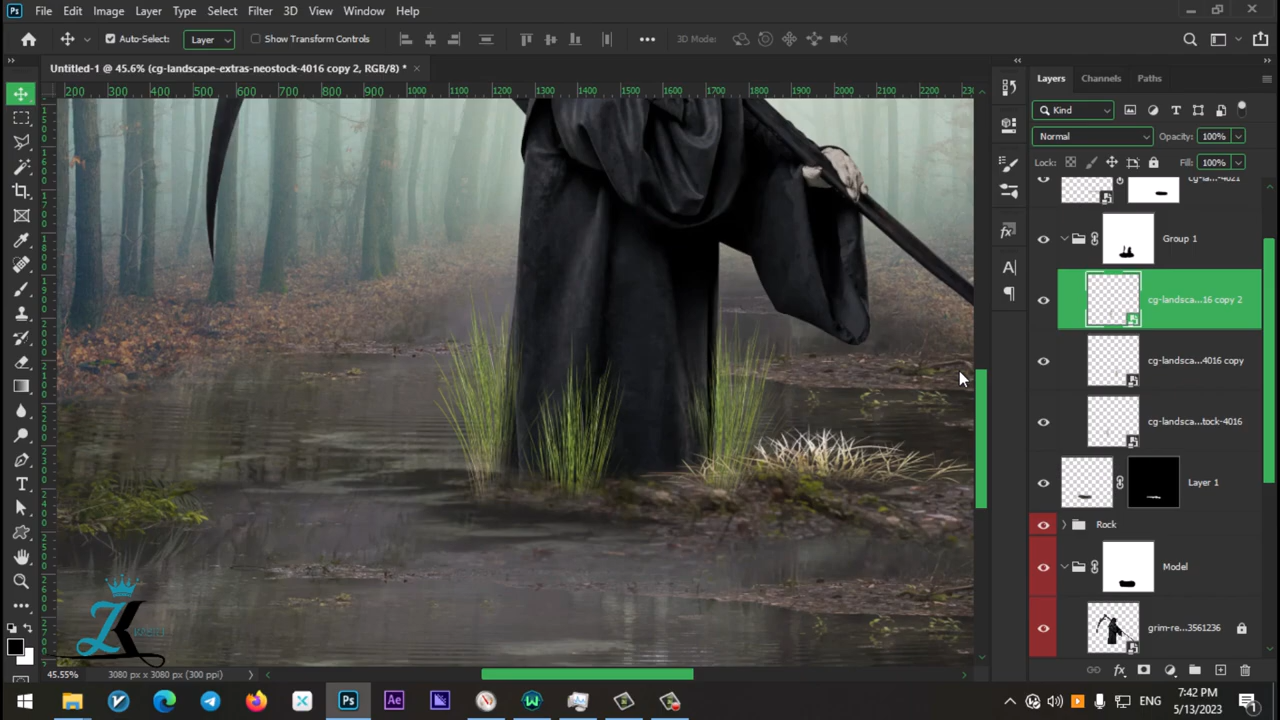 Ps File Edit Image Layer Type Select Filter 3D View Window Help
Auto-Select: Layer Show Transform Controls ••• 3D Mode:
Untitled-1 @ 45.6% (cg-landscape-extras-neostock-4016 copy 2, RGB/8) * ×
200 300 400 500 600 700 800 900 1000 1100 1200 1300 1400 1500 1600 1700 1800 1900 2000 2100 2200
Layers Channels Paths
Kind
Normal Opacity: 100%
Lock: Fill: 100%
Group 1
cg-landsca...16 copy 2
cg-landsca...4016 copy
cg-landsca...tock-4016
Layer 1
Rock
Model
grim-re...3561236
ZK
45.55% 3080 px x 3080 px (300 ppi)
Ps Ae ENG 7:42 PM
5/13/2023